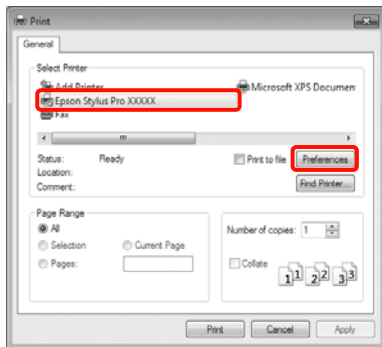 Print
General
Select Printer
Add Printer
Microsoft XPS Documen
Epson Stylus Pro XXXXX
Fax
Status: Ready
Print to file
Preferences
Location:
Comment:
Find Printer...
Page Range
All
Selection
Current Page
Pages:
Number of copies: 1
Collate
1 1 2 2 3 3
Print
Cancel
Apply